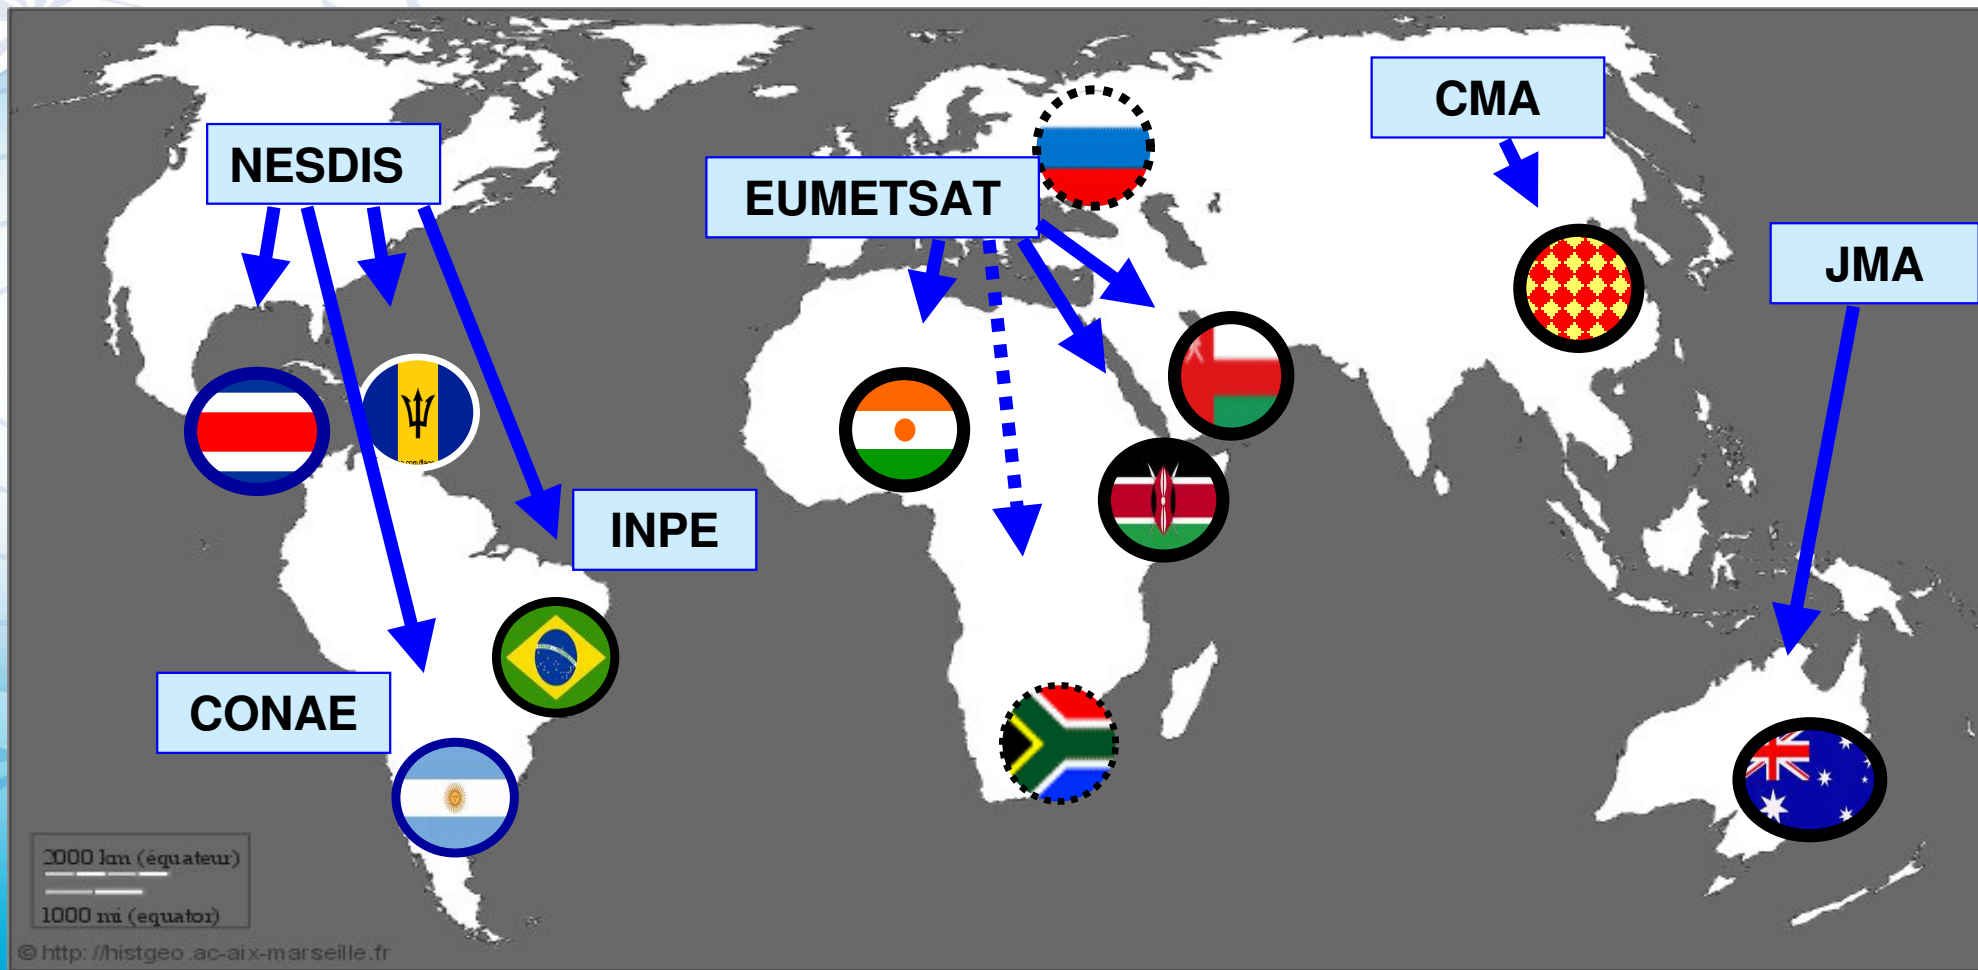 CMA
NESDIS
EUMETSAT
JMA
INPE
CONAE
2000 km (équateur)
1000 mi (equator)
© http: //histgeo.ac-aix-marseille.fr